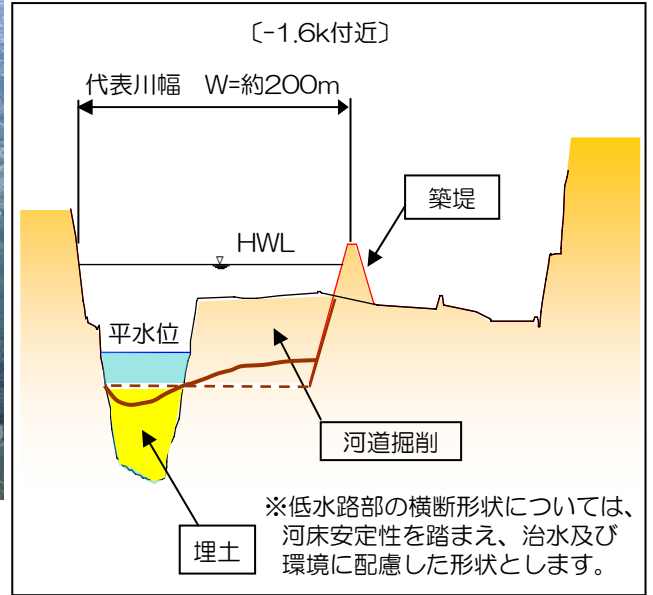 〔-1.6k付近〕
代表川幅 W=約200m
築堤
HWL
平水位
河道掘削
埋土
※低水路部の横断形状については、
河床安定性を踏まえ、治水及び
環境に配慮した形状とします。